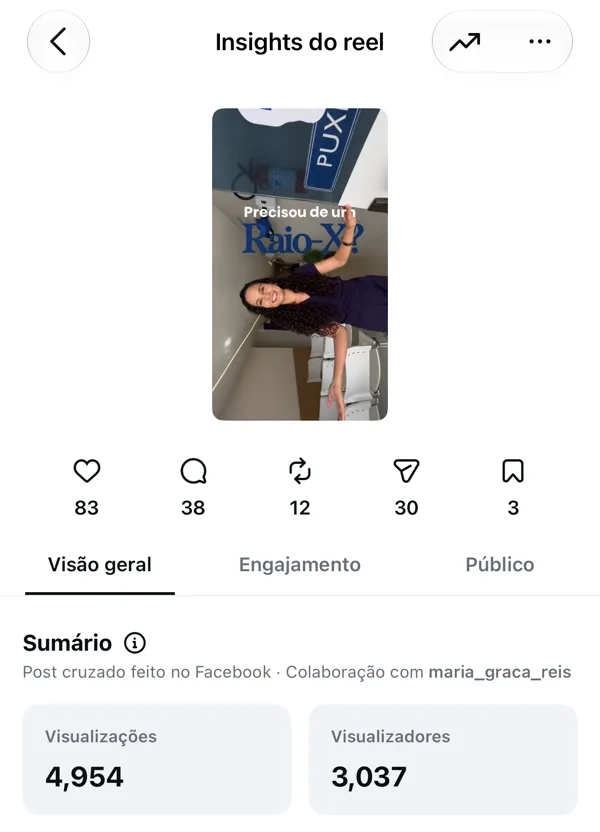 Insights do reel
PUXE
Precisou de um
Raio-X?
83
38
12
30
3
Visão geral
Engajamento
Público
Sumário
Post cruzado feito no Facebook · Colaboração com maria_graca_reis
Visualizações
4,954
Visualizadores
3,037